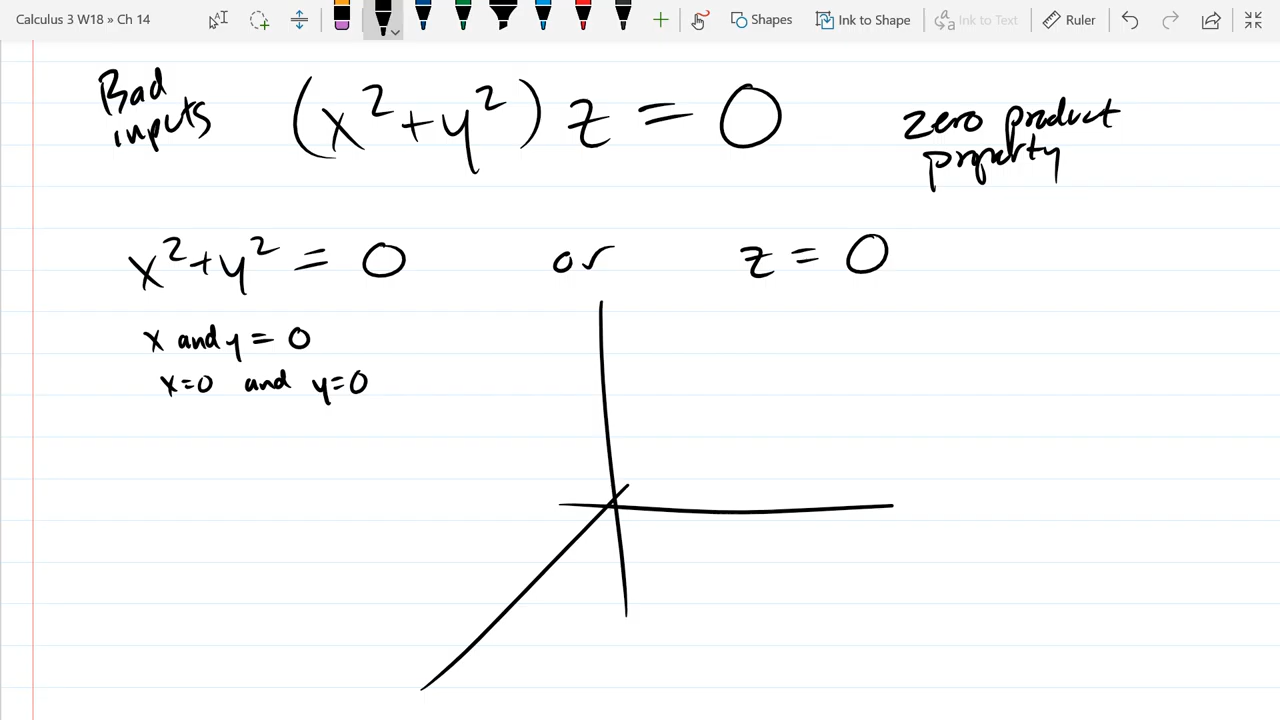 Calculus 3 W18 » Ch 14
Shapes
Ink to Shape
Ink to Text
Ruler
Bad
inputs
(x²+y²) z = 0
zero product
property
x²+y² = 0 or z = 0
x and y = 0
x=0 and y=0